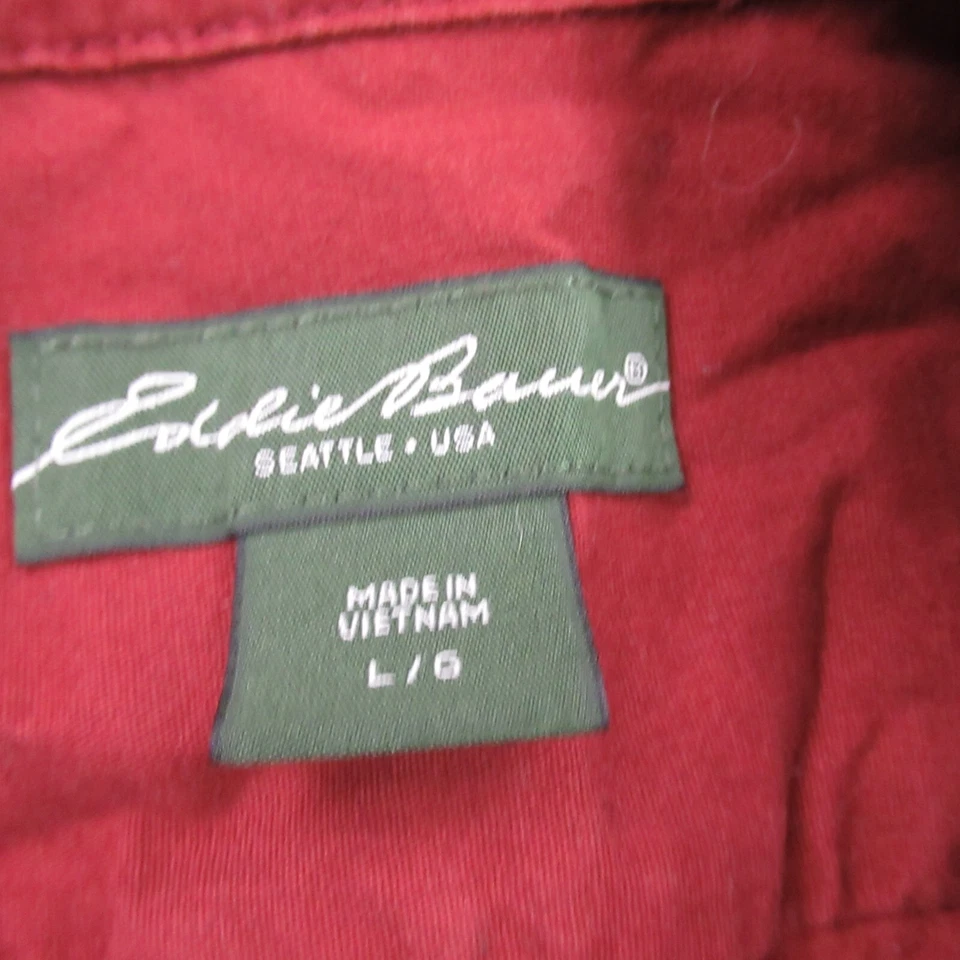 Eddie Bauer®
SEATTLE • USA
MADE IN
VIETNAM
L / G